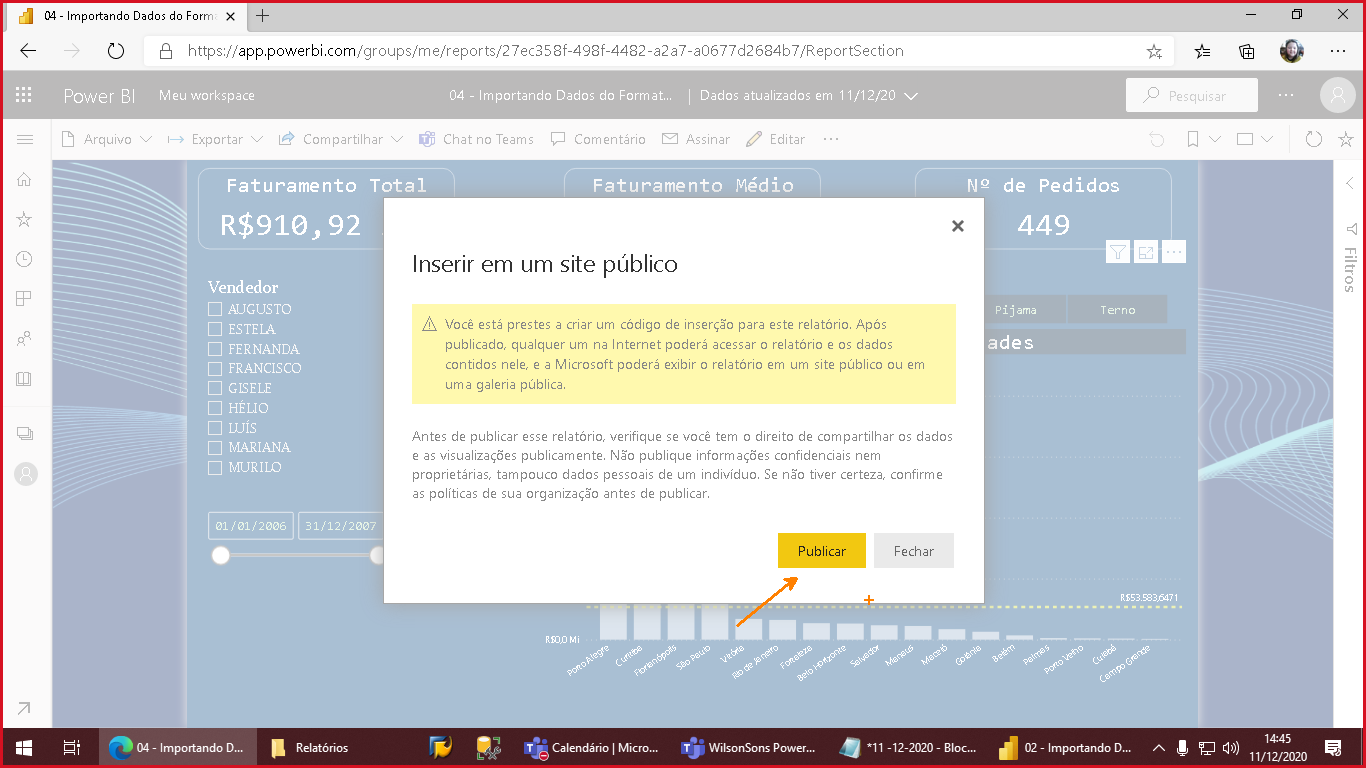 04 - Importando Dados do Forma
https://app.powerbi.com/groups/me/reports/27ec358f-498f-4482-a2a7-a0677d2684b7/ReportSection
Power BI Meu workspace 04 - Importando Dados do Format... | Dados atualizados em 11/12/20 Pesquisar
Arquivo Exportar Compartilhar Chat no Teams Comentário Assinar Editar
Faturamento Total Faturamento Médio Nº de Pedidos
R$910,92 449
Filtros
Inserir em um site público
Vendedor
AUGUSTO
ESTELA
FERNANDA
FRANCISCO
GISELE
HÉLIO
LUÍS
MARIANA
MURILO
Pijama Terno
ades
Você está prestes a criar um código de inserção para este relatório. Após
publicado, qualquer um na Internet poderá acessar o relatório e os dados
contidos nele, e a Microsoft poderá exibir o relatório em um site público ou em
uma galeria pública.
Antes de publicar esse relatório, verifique se você tem o direito de compartilhar os dados
e as visualizações publicamente. Não publique informações confidenciais nem
proprietárias, tampouco dados pessoais de um indivíduo. Se não tiver certeza, confirme
as políticas de sua organização antes de publicar.
01/01/2006 31/12/2007
Publicar Fechar
R$53.583,6471
R$0,0 Mi
Porto Alegre Curitiba Florianópolis São Paulo Vitória Rio de Janeiro Fortaleza Belo Horizonte Salvador Manaus Maceió Goiânia Belém Palmas Porto Velho Cuiabá Campo Grande
04 - Importando D... Relatórios Calendário | Micro... WilsonSons Power... *11 -12-2020 - Bloc... 02 - Importando D... 14:45
11/12/2020